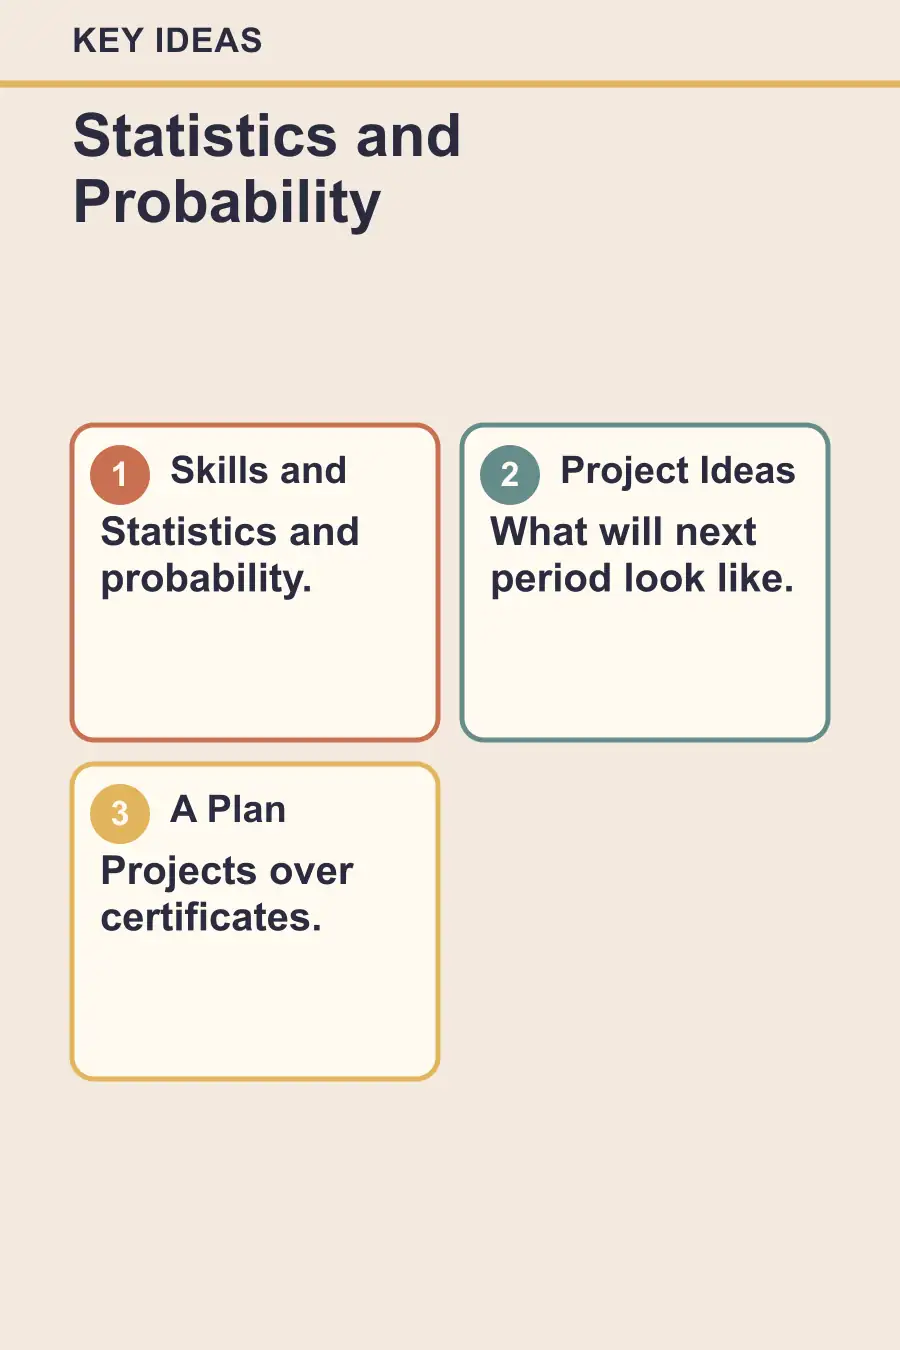 KEY IDEAS
Statistics and
Probability
1 Skills and
Statistics and
probability.
2 Project Ideas
What will next
period look like.
3 A Plan
Projects over
certificates.